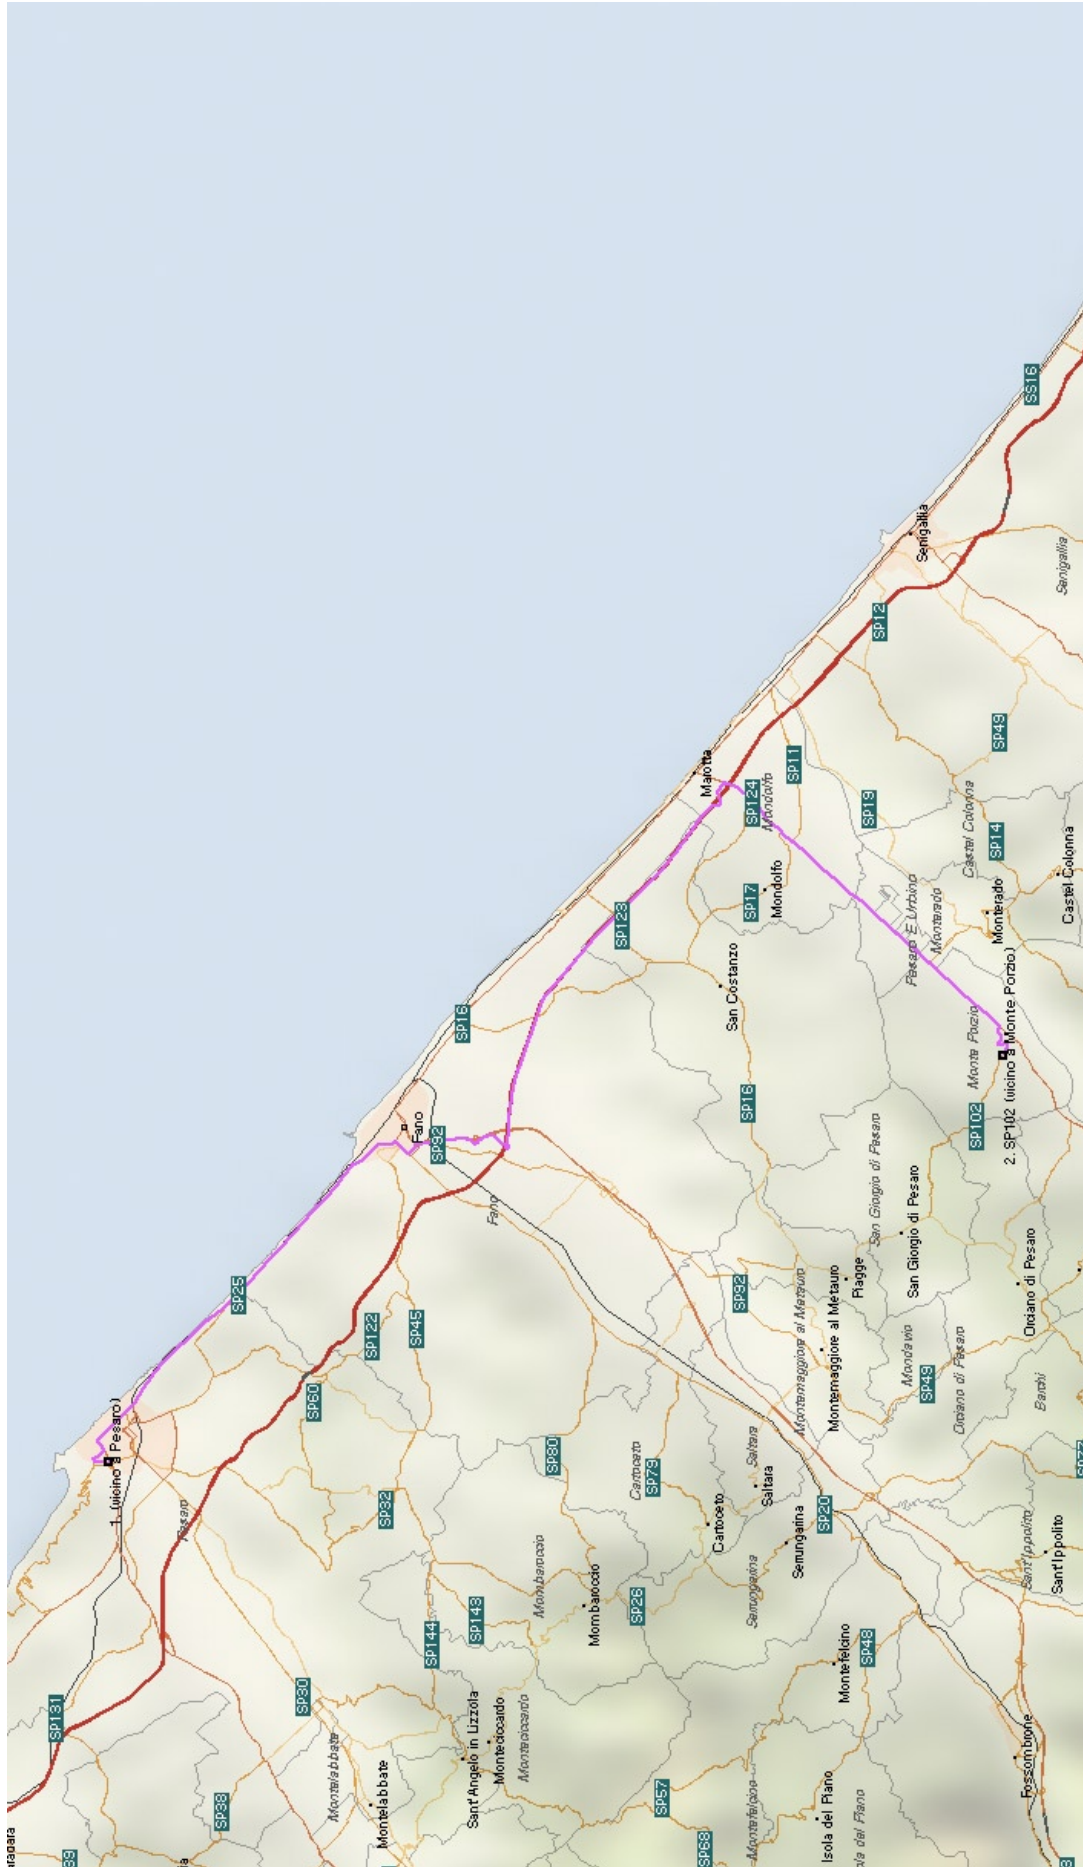 SS16
Senigallia
Senigallia
SP12
SP49
Marotta
SP11
SP124
Mondolfo
SP19
Castel Colonna
SP14
Castel Colonna
SP17
Mondolfo
Monterado
Monterado
Pesaro E Urbino
SP123
San Costanzo
Monte Porzio
2. SP102 (vicino a Monte Porzio)
SP16
SP16
SP102
Fano
SP92
San Giorgio di Pesaro
San Giorgio di Pesaro
Fano
Orciano di Pesaro
SP25
SP92
Montemaggiore al Metauro
Piagge
Montemaggiore al Metauro
SP122
SP45
Mondavio
SP49
Orciano di Pesaro
Barchi
SP60
1. (vicino a Pesaro)
SP80
Cartoceto
SP79
Saltara
Saltara
Pesaro
SP32
Cartoceto
Serrungarina
SP20
Sant'Ippolito
Sant'Ippolito
Mombaroccio
Mombaroccio
SP26
Serrungarina
SP143
SP144
Montefelcino
SP48
SP131
SP30
Sant'Angelo in Lizzola
Monteciccardo
Monteciccardo
Montelabbate
Montelabbate
Fossombrone
SP38
SP57
Montefelcino
Isola del Piano
SP68